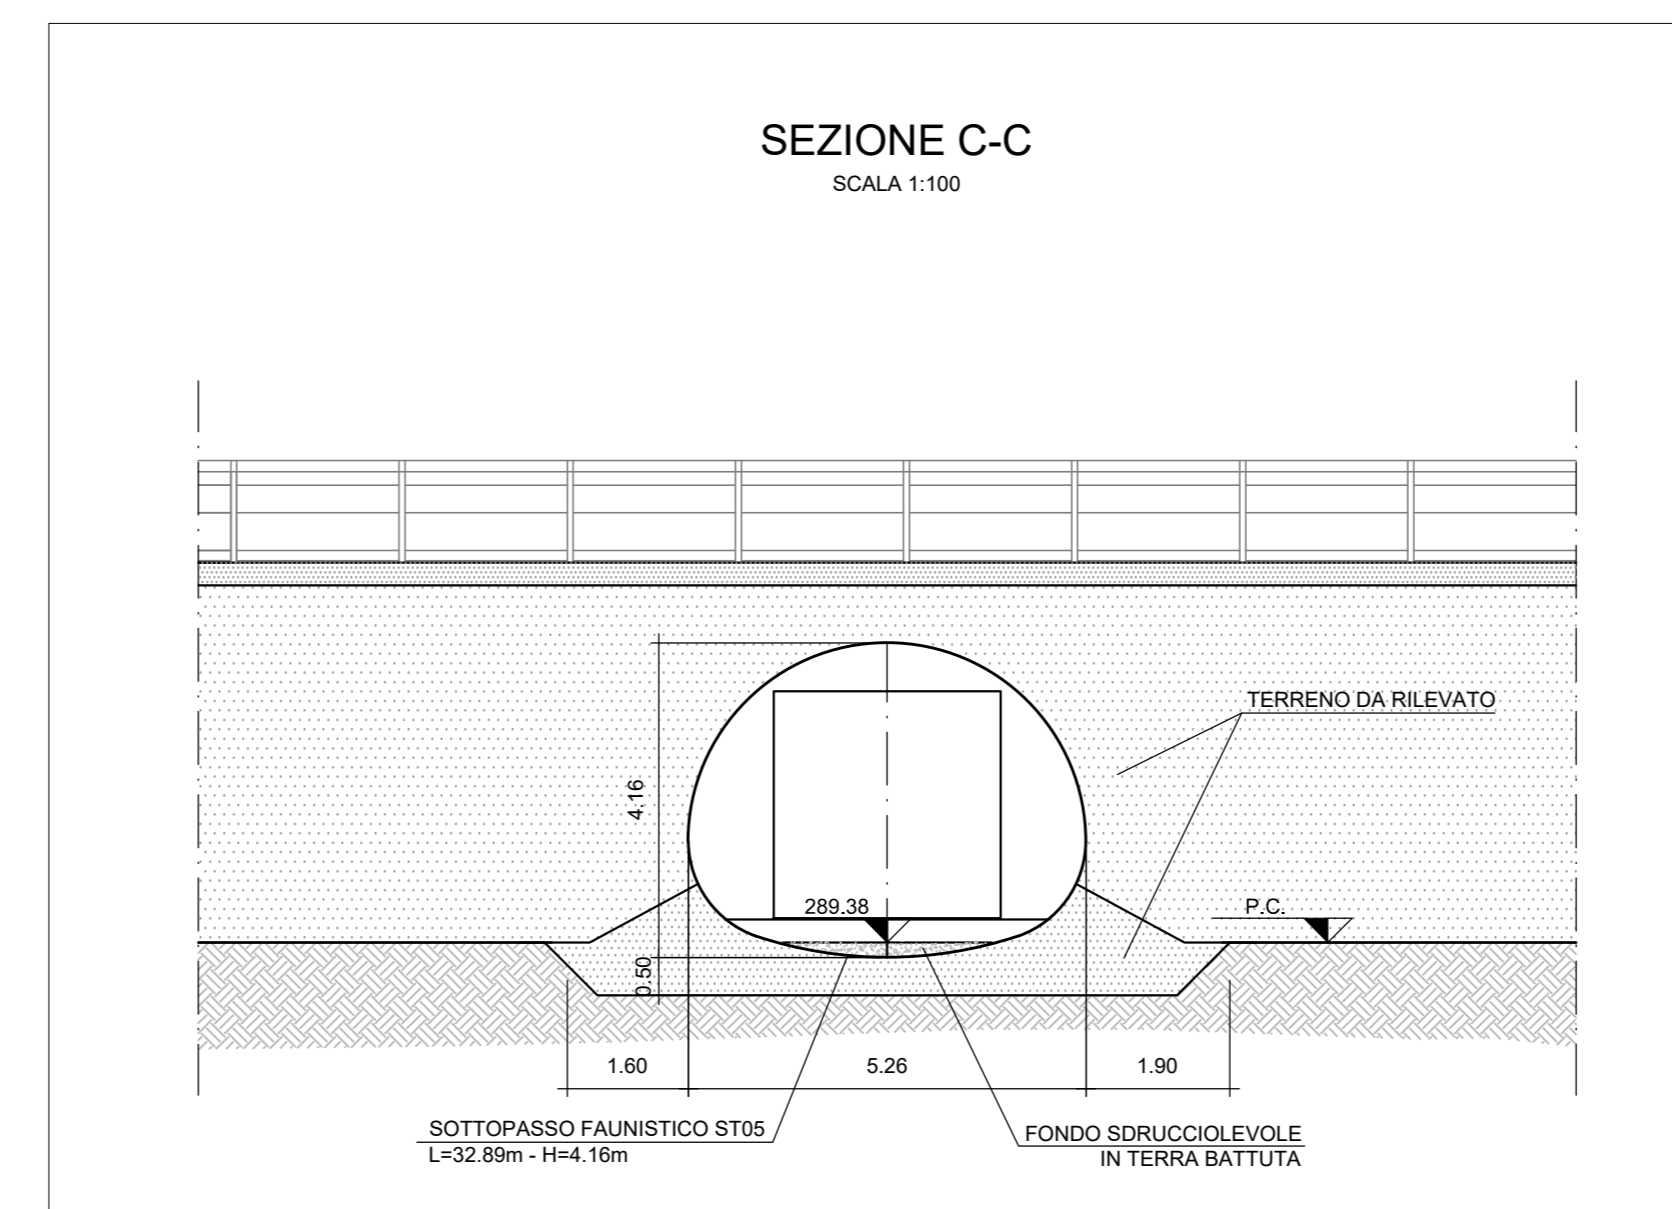 SEZIONE C-C
SCALA 1:100
TERRENO DA RILEVATO
4.16
289.38
P.C.
0.50
1.60
5.26
1.90
SOTTOPASSO FAUNISTICO ST05
L=32.89m - H=4.16m
FONDO SDRUCCIOLEVOLE
IN TERRA BATTUTA